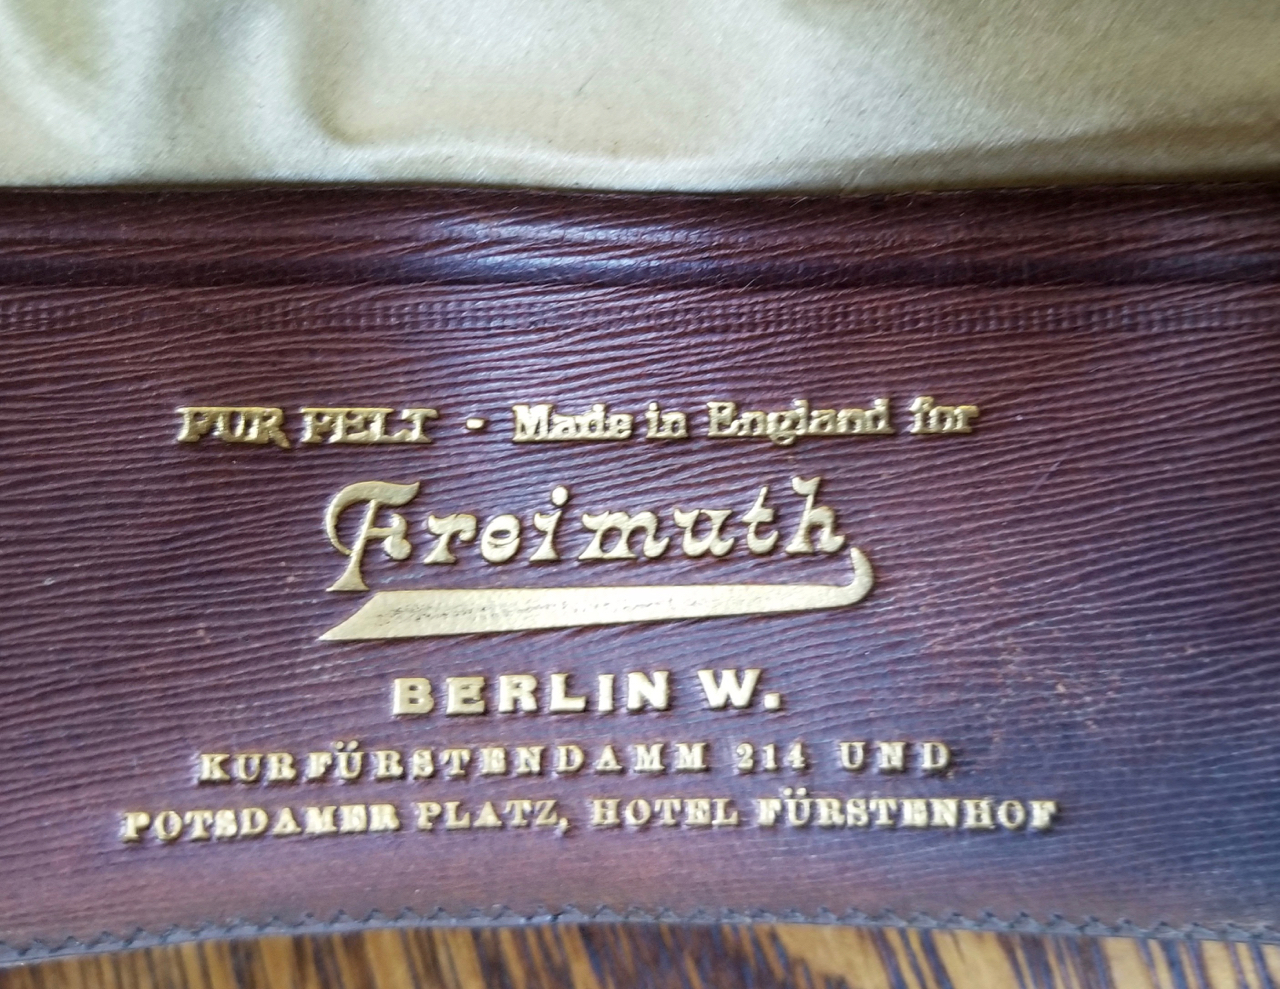 FUR FELT - Made in England for
Freimuth
BERLIN W.
KURFÜRSTENDAMM 214 UND
POTSDAMER PLATZ, HOTEL FÜRSTENHOF